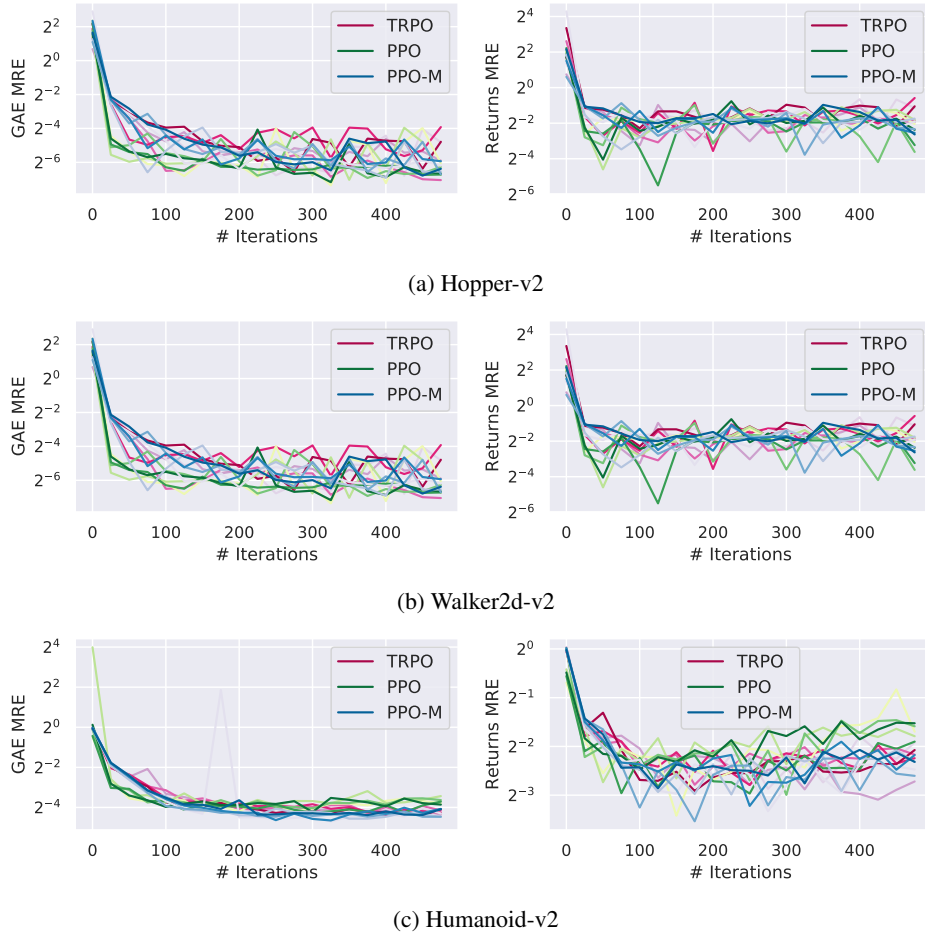 GAE MRE
2^2
2^0
2^-2
2^-4
2^-6
0 100 200 300 400
# Iterations
TRPO
PPO
PPO-M
Returns MRE
2^4
2^2
2^0
2^-2
2^-4
2^-6
0 100 200 300 400
# Iterations
TRPO
PPO
PPO-M
(a) Hopper-v2
GAE MRE
2^2
2^0
2^-2
2^-4
2^-6
0 100 200 300 400
# Iterations
TRPO
PPO
PPO-M
Returns MRE
2^4
2^2
2^0
2^-2
2^-4
2^-6
0 100 200 300 400
# Iterations
TRPO
PPO
PPO-M
(b) Walker2d-v2
GAE MRE
2^4
2^2
2^0
2^-2
2^-4
0 100 200 300 400
# Iterations
TRPO
PPO
PPO-M
Returns MRE
2^0
2^-1
2^-2
2^-3
0 100 200 300 400
# Iterations
TRPO
PPO
PPO-M
(c) Humanoid-v2